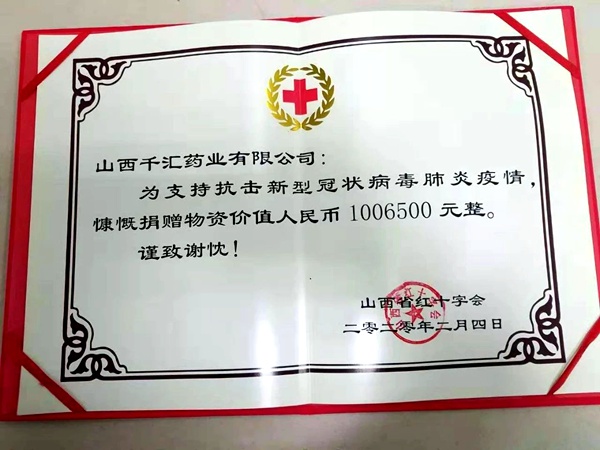 山西千汇药业有限公司：
为支持抗击新型冠状病毒肺炎疫情，
慷慨捐赠物资价值人民币1006500元整。
谨致谢忱！
山西省红十字会
二零二零年二月四日